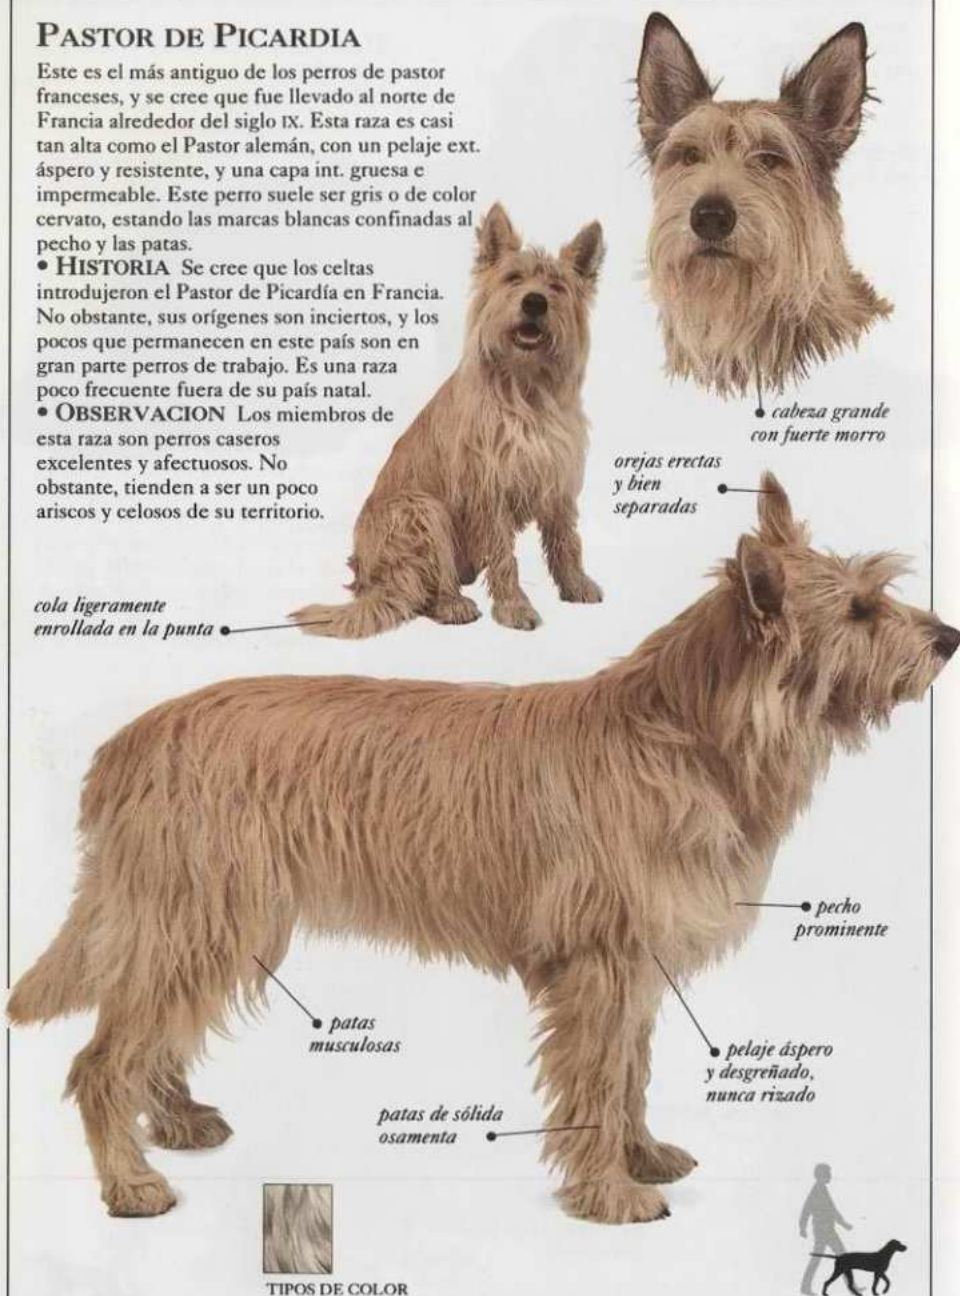 PASTOR DE PICARDIA
Este es el más antiguo de los perros de pastor
franceses, y se cree que fue llevado al norte de
Francia alrededor del siglo IX. Esta raza es casi
tan alta como el Pastor alemán, con un pelaje ext.
áspero y resistente, y una capa int. gruesa e
impermeable. Este perro suele ser gris o de color
cervato, estando las marcas blancas confinadas al
pecho y las patas.
• HISTORIA Se cree que los celtas
introdujeron el Pastor de Picardía en Francia.
No obstante, sus orígenes son inciertos, y los
pocos que permanecen en este país son en
gran parte perros de trabajo. Es una raza
poco frecuente fuera de su país natal.
• OBSERVACION Los miembros de
esta raza son perros caseros
excelentes y afectuosos. No
obstante, tienden a ser un poco
ariscos y celosos de su territorio.
cabeza grande
con fuerte morro
orejas erectas
y bien
separadas
cola ligeramente
enrollada en la punta
pecho
prominente
patas
musculosas
pelaje áspero
y desgreñado,
nunca rizado
patas de sólida
osamenta
TIPOS DE COLOR